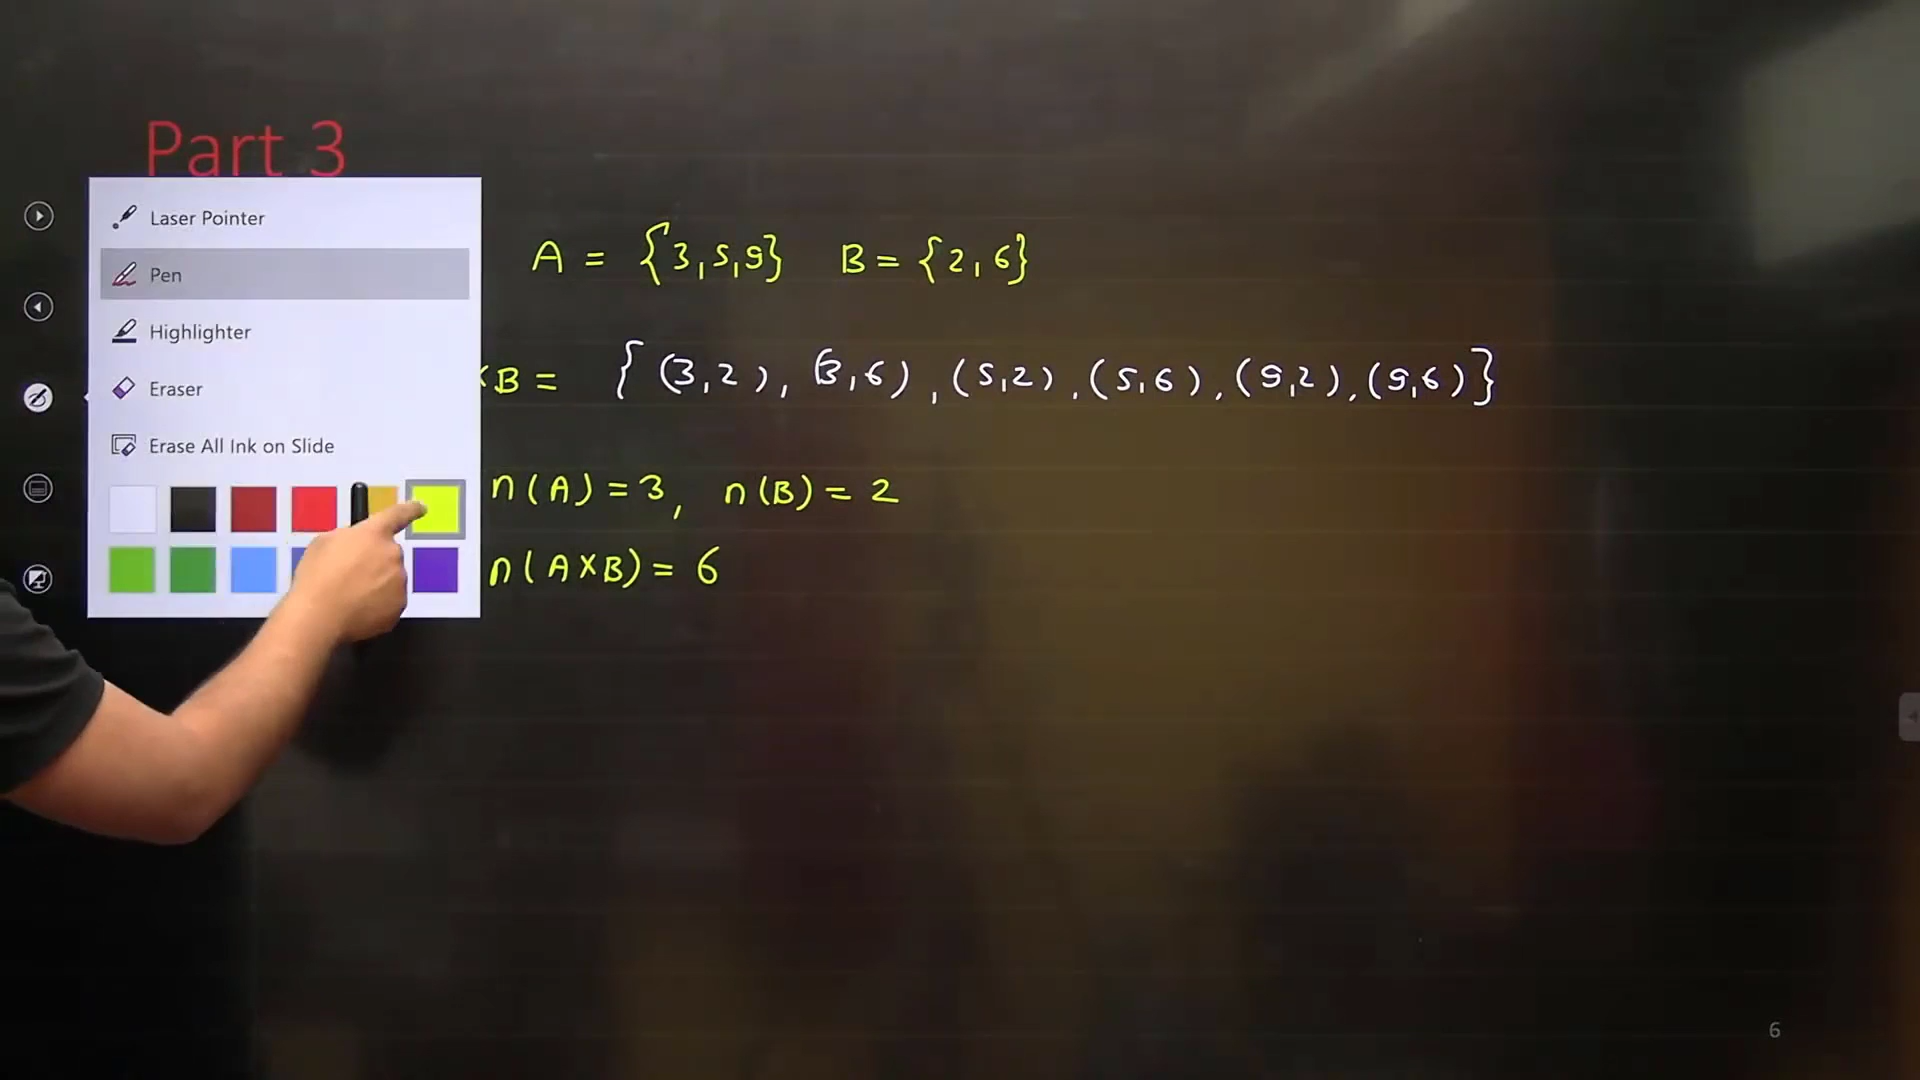 Part 3
Laser Pointer
Pen
Highlighter
Eraser
Erase All Ink on Slide
A = {3,5,9} B = {2,6}
×B = { (3,2), (3,6), (5,2), (5,6), (9,2), (9,6) }
n(A) = 3, n(B) = 2
n(A×B) = 6
6